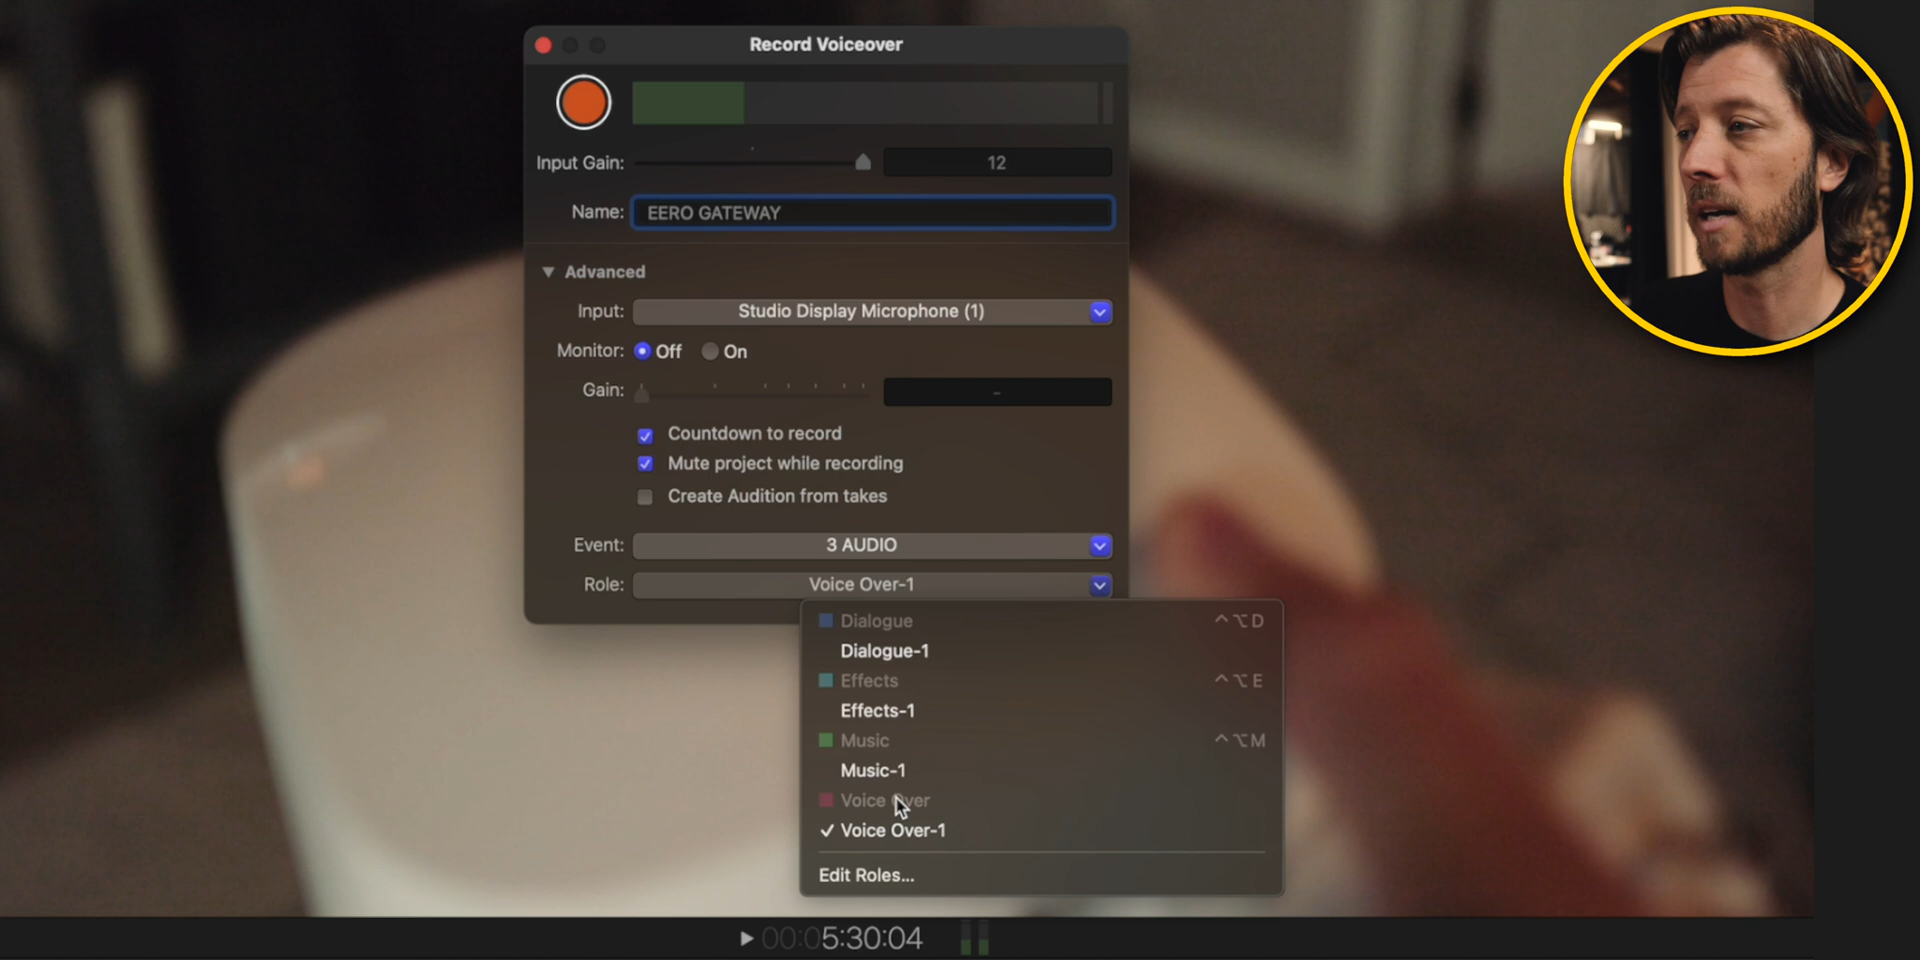 Record Voiceover
Input Gain: 12
Name: EERO GATEWAY
Advanced
Input: Studio Display Microphone (1)
Monitor: Off On
Gain: -
Countdown to record
Mute project while recording
Create Audition from takes
Event: 3 AUDIO
Role: Voice Over-1
Dialogue ^⌥D
Dialogue-1
Effects ^⌥E
Effects-1
Music ^⌥M
Music-1
Voice Over
✓ Voice Over-1
Edit Roles...
00:05:30:04